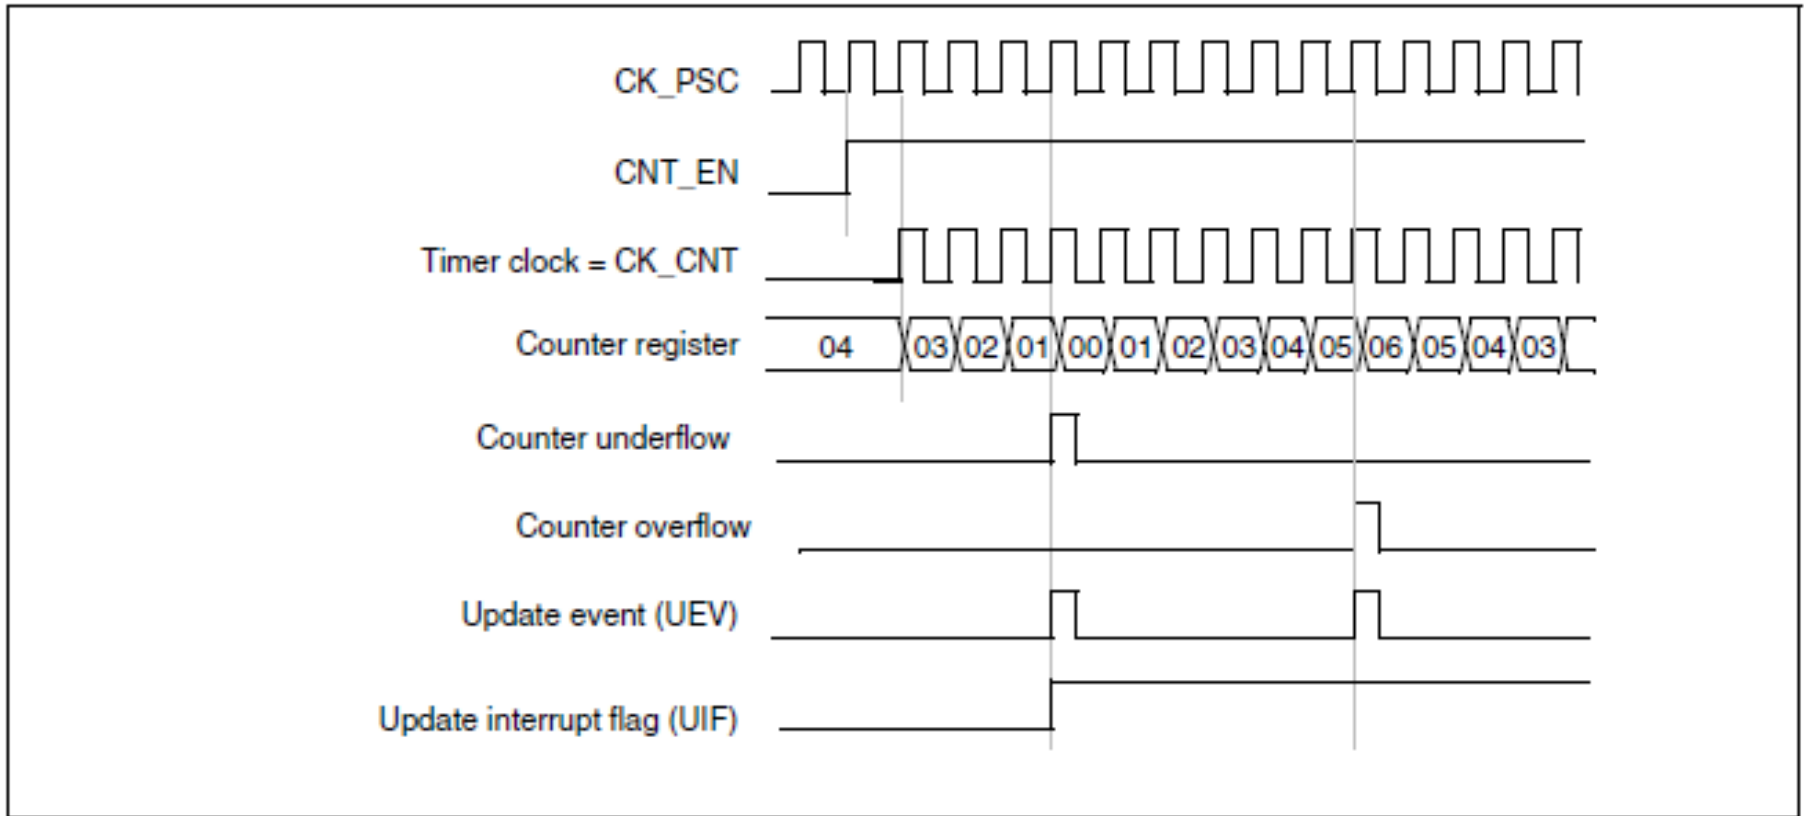 CK_PSC
CNT_EN
Timer clock = CK_CNT
Counter register 04 03 02 01 00 01 02 03 04 05 06 05 04 03
Counter underflow
Counter overflow
Update event (UEV)
Update interrupt flag (UIF)